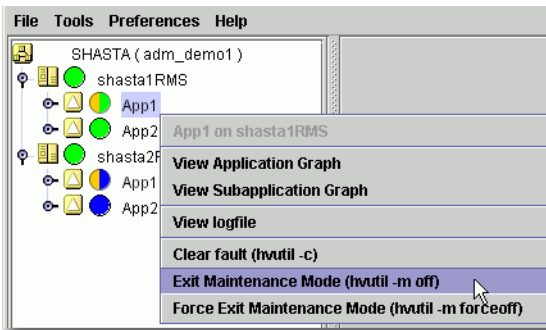 File Tools Preferences Help
SHASTA ( adm_demo1 )
shasta1RMS
App1
App2
App1 on shasta1RMS
View Application Graph
View Subapplication Graph
View logfile
Clear fault (hvutil -c)
Exit Maintenance Mode (hvutil -m off)
Force Exit Maintenance Mode (hvutil -m forceoff)
App1
App2